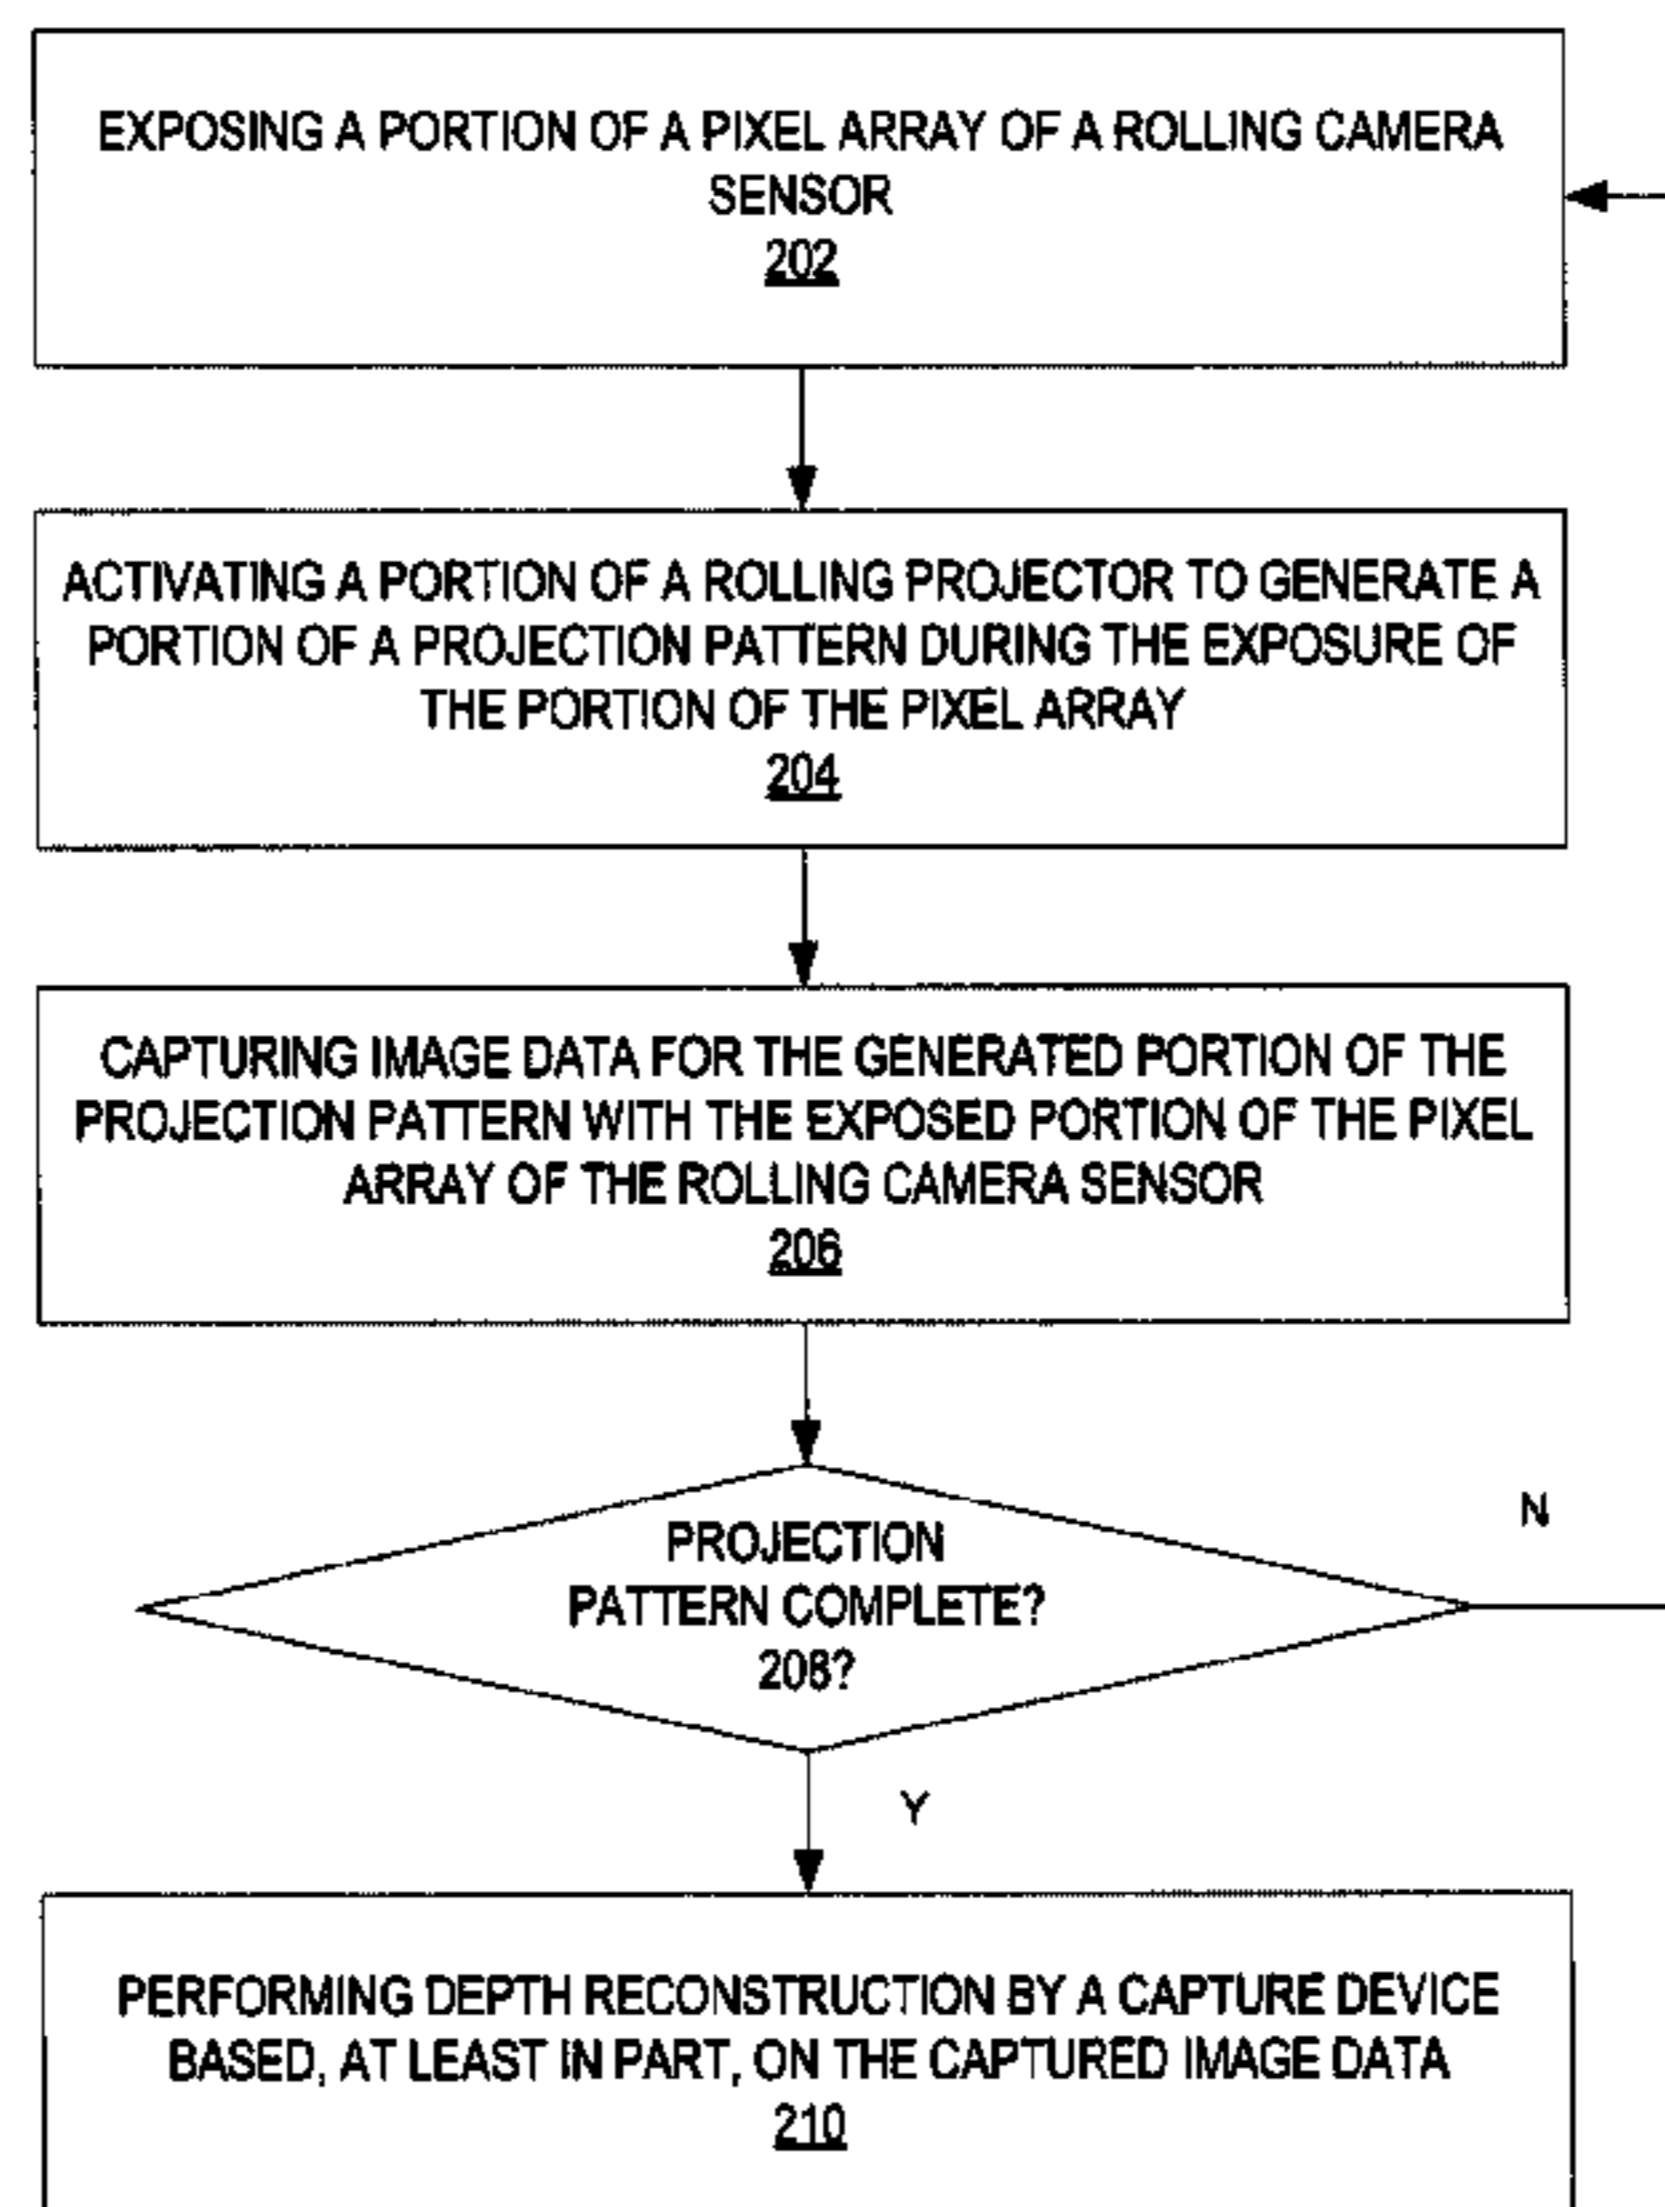 EXPOSING A PORTION OF A PIXEL ARRAY OF A ROLLING CAMERA
SENSOR
202
ACTIVATING A PORTION OF A ROLLING PROJECTOR TO GENERATE A
PORTION OF A PROJECTION PATTERN DURING THE EXPOSURE OF
THE PORTION OF THE PIXEL ARRAY
204
CAPTURING IMAGE DATA FOR THE GENERATED PORTION OF THE
PROJECTION PATTERN WITH THE EXPOSED PORTION OF THE PIXEL
ARRAY OF THE ROLLING CAMERA SENSOR
206
N
PROJECTION
PATTERN COMPLETE?
208?
Y
PERFORMING DEPTH RECONSTRUCTION BY A CAPTURE DEVICE
BASED, AT LEAST IN PART, ON THE CAPTURED IMAGE DATA
210